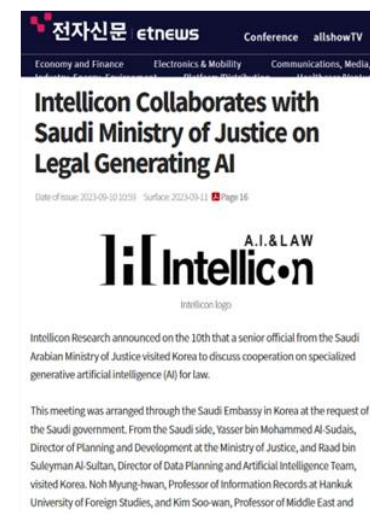 전자신문 etnews
Conference allshowTV
Economy and Finance Electronics & Mobility Communications, Media,
Intellicon Collaborates with
Saudi Ministry of Justice on
Legal Generating AI
Date of issue: 2023-09-10 10:59 Surface: 2023-09-11 Page 16
A.I.&LAW
Intellicon
Intellicon logo
Intellicon Research announced on the 10th that a senior official from the Saudi
Arabian Ministry of Justice visited Korea to discuss cooperation on specialized
generative artificial intelligence (AI) for law.
This meeting was arranged through the Saudi Embassy in Korea at the request of
the Saudi government. From the Saudi side, Yasser bin Mohammed Al-Sudais,
Director of Planning and Development at the Ministry of Justice, and Raad bin
Suleyman Al-Sultan, Director of Data Planning and Artificial Intelligence Team,
visited Korea. Noh Myung-hwan, Professor of Information Records at Hankuk
University of Foreign Studies, and Kim Soo-wan, Professor of Middle East and